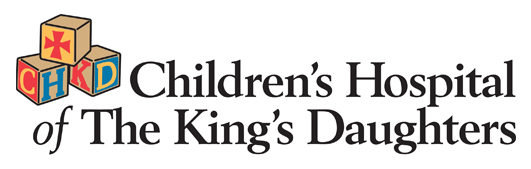 CHKD
Children's Hospital
of The King's Daughters